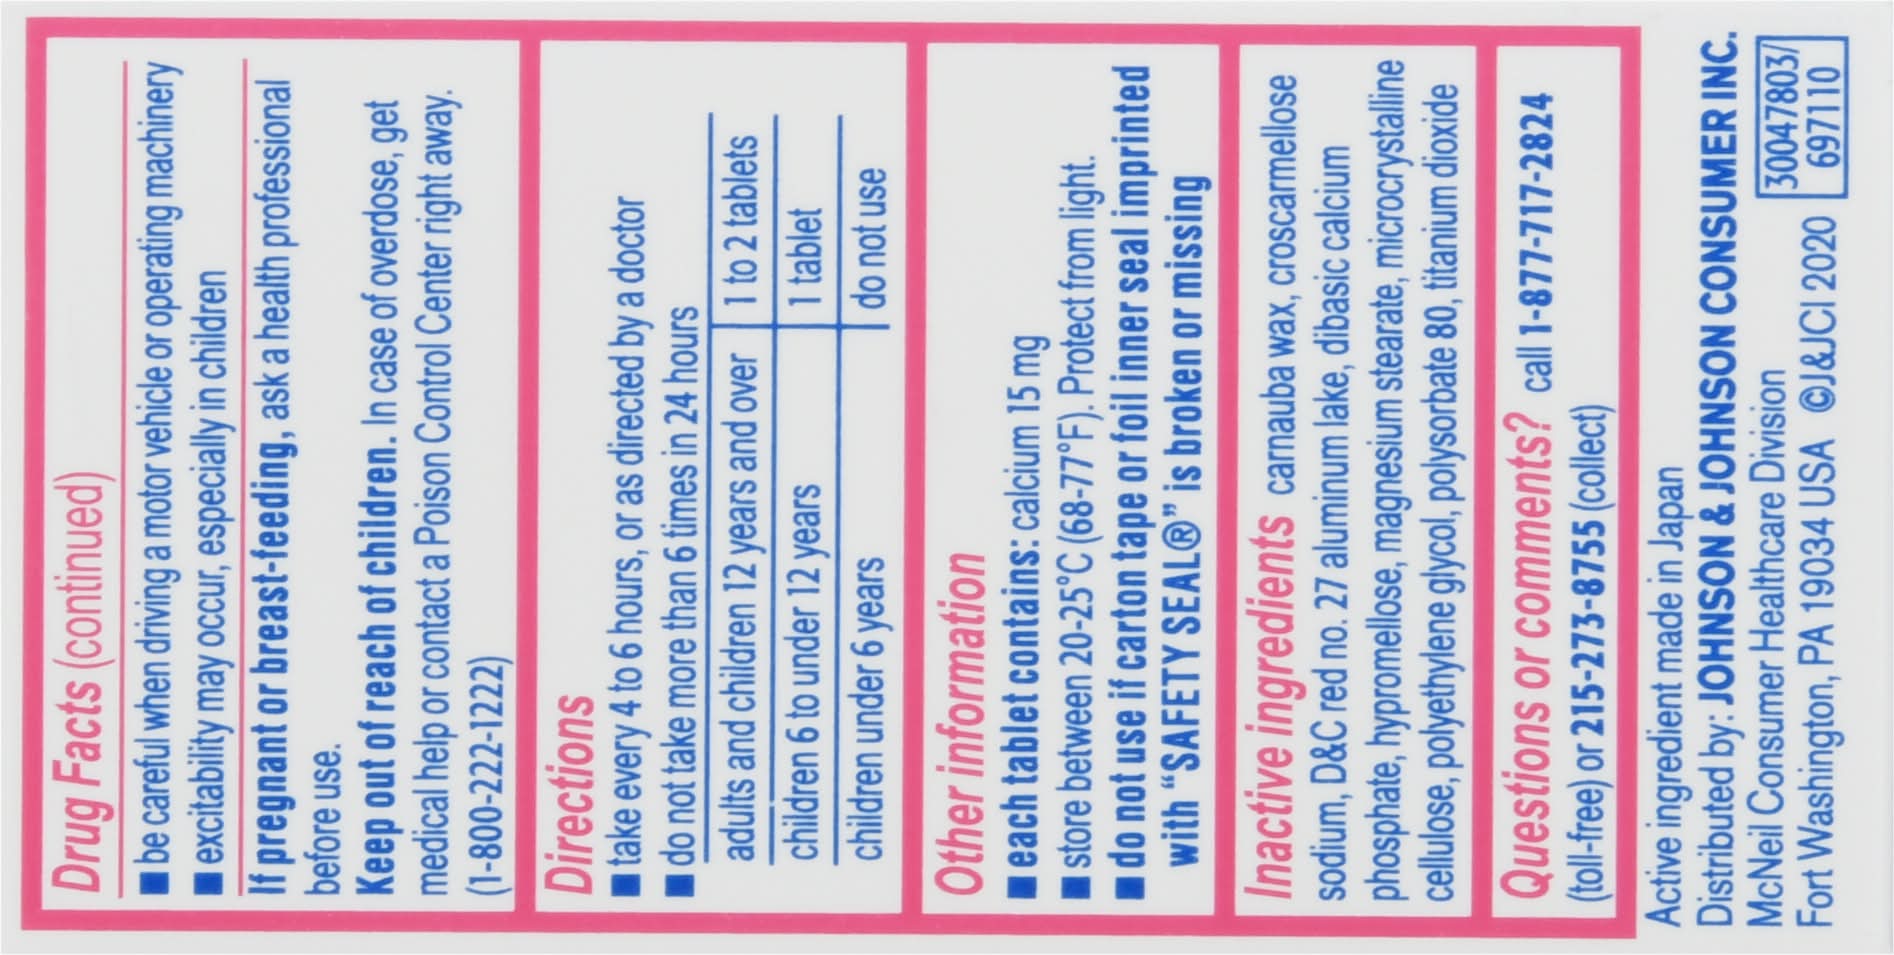 Drug Facts (continued)
■ be careful when driving a motor vehicle or operating machinery
■ excitability may occur, especially in children
If pregnant or breast-feeding, ask a health professional
before use.
Keep out of reach of children. In case of overdose, get
medical help or contact a Poison Control Center right away.
(1-800-222-1222)
Directions
■ take every 4 to 6 hours, or as directed by a doctor
■ do not take more than 6 times in 24 hours
adults and children 12 years and over 1 to 2 tablets
children 6 to under 12 years 1 tablet
children under 6 years do not use
Other information
■ each tablet contains: calcium 15 mg
■ store between 20-25°C (68-77°F). Protect from light.
■ do not use if carton tape or foil inner seal imprinted
with “SAFETY SEAL®” is broken or missing
Inactive ingredients carnauba wax, croscarmellose
sodium, D&C red no. 27 aluminum lake, dibasic calcium
phosphate, hypromellose, magnesium stearate, microcrystalline
cellulose, polyethylene glycol, polysorbate 80, titanium dioxide
Questions or comments? call 1-877-717-2824
(toll-free) or 215-273-8755 (collect)
Active ingredient made in Japan
Distributed by: JOHNSON & JOHNSON CONSUMER INC.
McNeil Consumer Healthcare Division
Fort Washington, PA 19034 USA ©J&JCI 2020
30047803/
697110